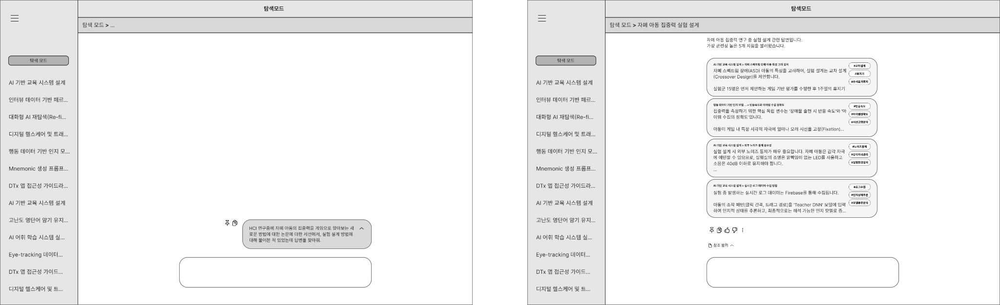 탐색모드
탐색 모드 > ...
탐색 모드
AI 기반 교육 시스템 설계
인터뷰 데이터 기반 페르...
대화형 AI 재탐색(Re-fi...
디지털 헬스케어 및 트래...
행동 데이터 기반 인지 모...
Mnemonic 생성 프롬프...
DTx 앱 접근성 가이드라...
AI 기반 교육 시스템 설계
고난도 영단어 암기 유지...
AI 어휘 학습 시스템 실...
Eye-tracking 데이터...
DTx 앱 접근성 가이드...
디지털 헬스케어 및 트...
HCI 연구중에 자폐 아동의 집중력을 게임으로 알아보는 새
로운 방법에 대한 논문에 대한 세션에서, 실험 설계 방법에
대해 물어본 적 있었는데 답변을 찾아줘.
탐색모드
탐색 모드 > 자폐 아동 집중력 실험 설계
탐색 모드
AI 기반 교육 시스템 설계
인터뷰 데이터 기반 페르...
대화형 AI 재탐색(Re-fi...
디지털 헬스케어 및 트래...
행동 데이터 기반 인지 모...
Mnemonic 생성 프롬프...
DTx 앱 접근성 가이드라...
AI 기반 교육 시스템 설계
고난도 영단어 암기 유지...
AI 어휘 학습 시스템 실...
Eye-tracking 데이터...
DTx 앱 접근성 가이드...
디지털 헬스케어 및 트...
자폐 아동 집중력 연구 중 실험 설계 관련 답변입니다.
가장 관련성 높은 5개 지점을 불러왔습니다.
AI 기반 교육 시스템 설계 > 자폐 스펙트럼 장애 아동 특성 고려 설계
자폐 스펙트럼 장애(ASD) 아동의 특성을 고려하여, 실험 설계는 교차 설계
(Crossover Design)를 제안합니다.
실험군 15명은 먼저 제안하는 게임 기반 평가를 수행한 후 1주일의 휴지기
#교차설계
#휴지기
#순서효과통제
행동 데이터 기반 인지 모델 ... > 반응속도와 아이템 수집 정확도
집중력을 측정하기 위한 핵심 독립 변수는 '장애물 출현 시 반응 속도'와 '아
이템 수집의 정확도'입니다.
아동이 게임 내 특정 시각적 자극에 얼마나 오래 시선을 고정(Fixation)...
#반응속도
#아이템정확도
#시선고정분석
AI 기반 교육 시스템 설계 > 외부 노이즈 통제 중요성
실험 설계 시 외부 노이즈 통제가 매우 중요합니다. 자폐 아동은 감각 자극
에 예민할 수 있으므로, 실험실의 조명은 깜빡임이 없는 LED를 사용하고
소음은 40dB 이하로 유지해야 합니다.
...
#노이즈통제
#감각자극관리
#실험환경설계
AI 기반 교육 시스템 설계 > 실시간 로그 데이터 수집 방법
실험 중 발생하는 실시간 로그 데이터는 Firebase를 통해 수집됩니다.
아동의 조작 패턴(클릭 간격, 드래그 경로)을 'Teacher DNN' 모델에 입력
하여 인지적 상태를 추론하고, 최종적으로는 해석 가능한 인지 모델로 증...
#로그수집
#인지상태추론
#모델증류분석
참조 범위